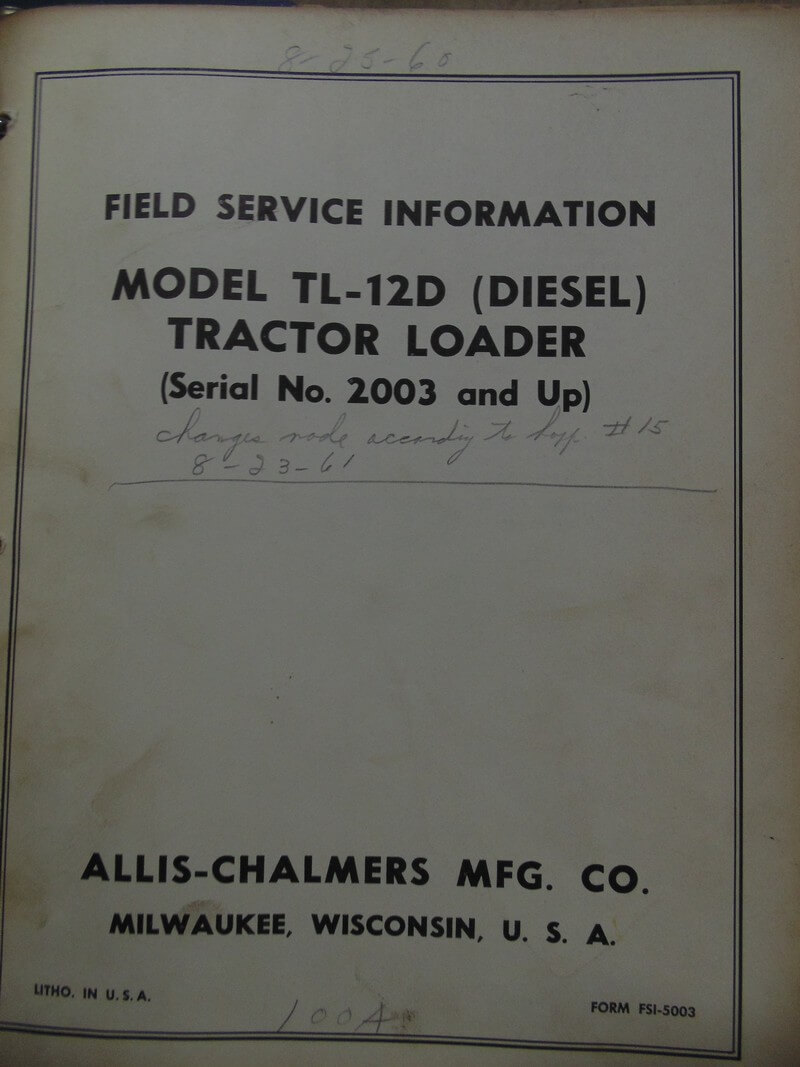 8-25-60
FIELD SERVICE INFORMATION
MODEL TL-12D (DIESEL)
TRACTOR LOADER
(Serial No. 2003 and Up)
changes made according to supp. #15
8-23-61
ALLIS-CHALMERS MFG. CO.
MILWAUKEE, WISCONSIN, U. S. A.
LITHO. IN U.S.A.
FORM FSI-5003
100A